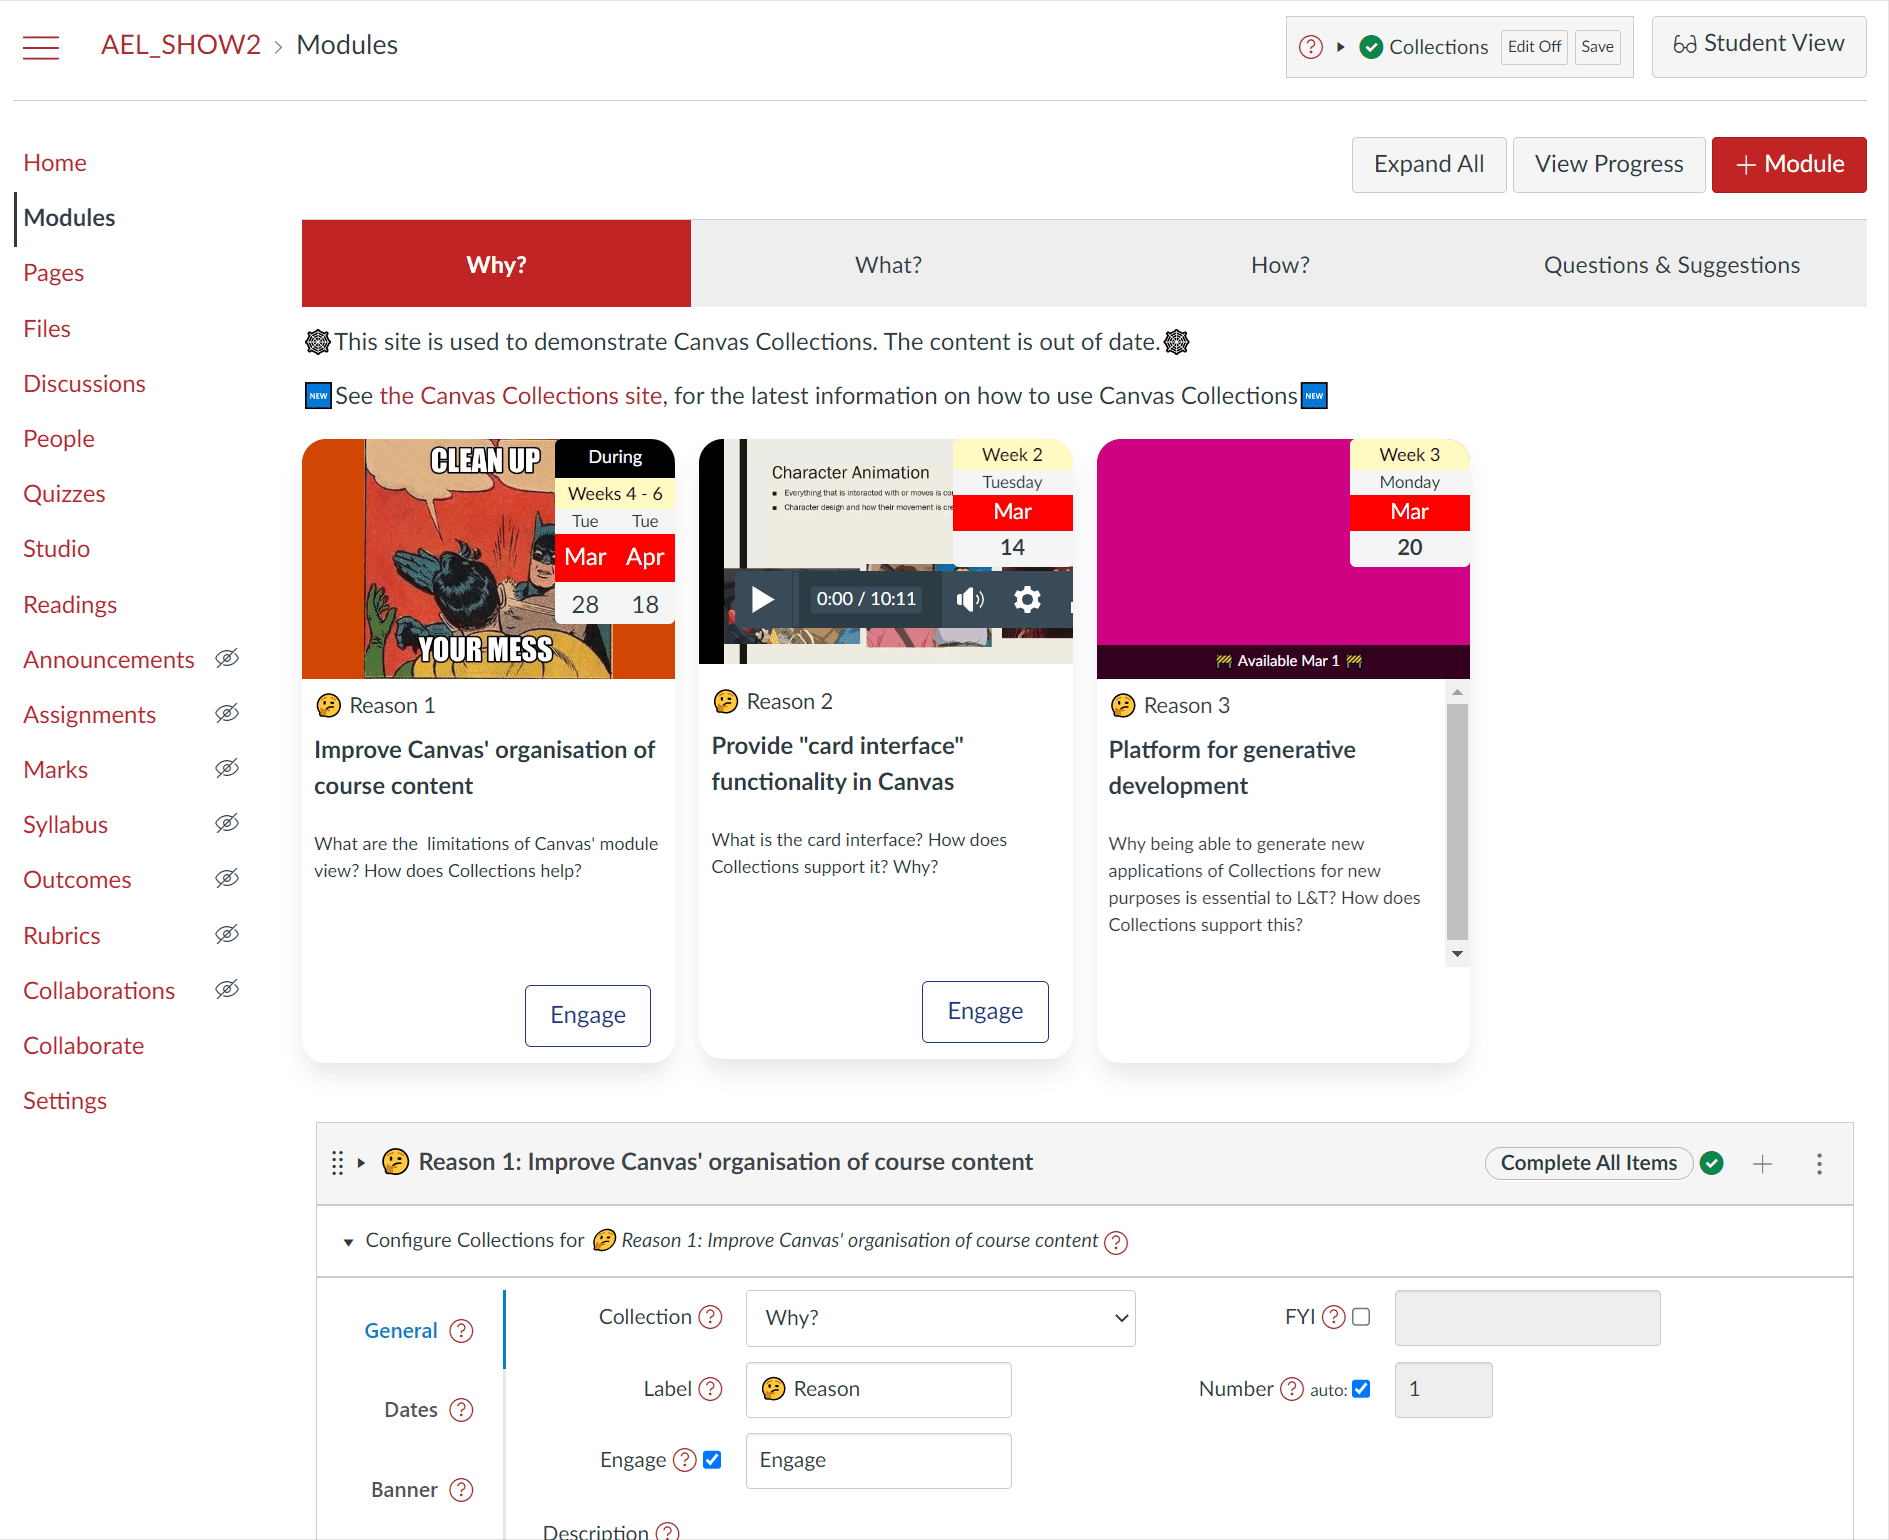 AEL_SHOW2 › Modules
? Collections Edit Off Save
Student View
Home
Modules
Pages
Files
Discussions
People
Quizzes
Studio
Readings
Announcements
Assignments
Marks
Syllabus
Outcomes
Rubrics
Collaborations
Collaborate
Settings
Expand All View Progress + Module
Why? What? How? Questions & Suggestions
🕸️This site is used to demonstrate Canvas Collections. The content is out of date.🕸️
🆕See the Canvas Collections site, for the latest information on how to use Canvas Collections🆕
CLEAN UP
YOUR MESS
During
Weeks 4 - 6
Tue Tue
Mar Apr
28 18
🤔 Reason 1
Improve Canvas' organisation of
course content
What are the limitations of Canvas' module
view? How does Collections help?
Engage
Character Animation
Everything that is interacted with or moves is
Character design and how their movement is
Week 2
Tuesday
Mar
14
0:00 / 10:11
🤔 Reason 2
Provide "card interface"
functionality in Canvas
What is the card interface? How does
Collections support it? Why?
Engage
Week 3
Monday
Mar
20
🚧 Available Mar 1 🚧
🤔 Reason 3
Platform for generative
development
Why being able to generate new
applications of Collections for new
purposes is essential to L&T? How does
Collections support this?
🤔 Reason 1: Improve Canvas' organisation of course content
Complete All Items
Configure Collections for 🤔 Reason 1: Improve Canvas' organisation of course content ?
General ?
Dates ?
Banner ?
Collection ? Why?
FYI ?
Label ? 🤔 Reason
Number ? auto: 1
Engage ? Engage
Description ?